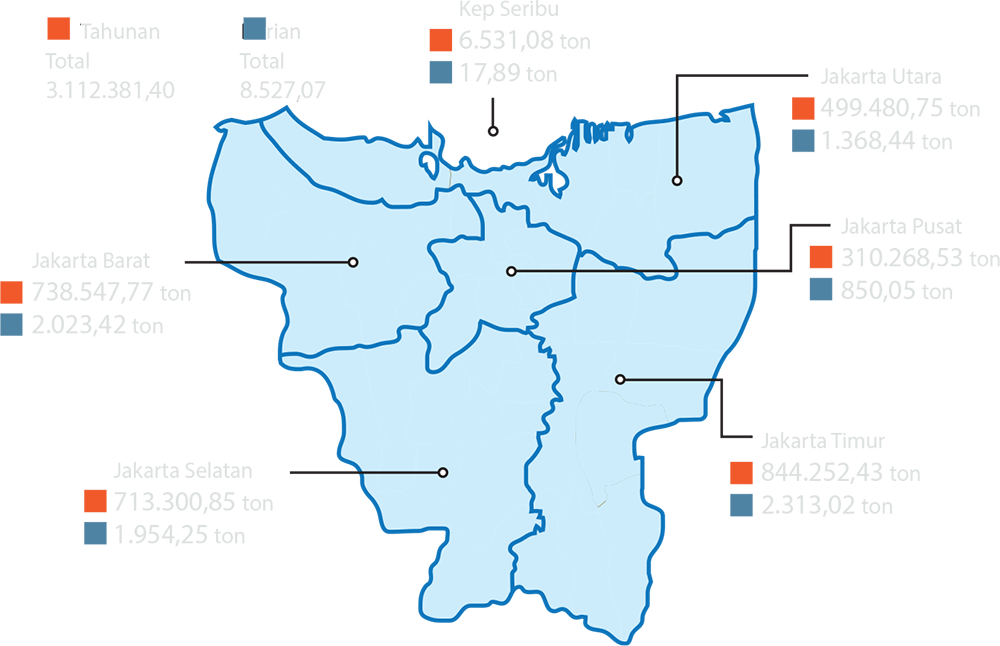 Tahunan
Total
3.112.381,40
Total
8.527,07
Kep Seribu
6.531,08 ton
17,89 ton
Jakarta Utara
499.480,75 ton
1.368,44 ton
Jakarta Pusat
310.268,53 ton
850,05 ton
Jakarta Barat
738.547,77 ton
2.023,42 ton
Jakarta Timur
844.252,43 ton
2.313,02 ton
Jakarta Selatan
713.300,85 ton
1.954,25 ton